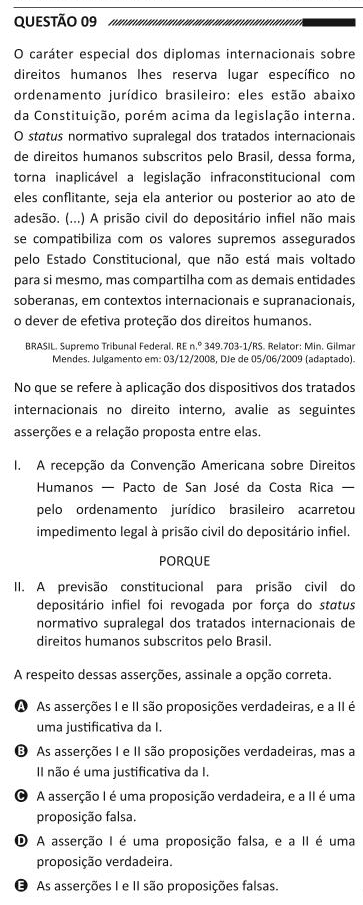 QUESTÃO 09
O caráter especial dos diplomas internacionais sobre
direitos humanos lhes reserva lugar específico no
ordenamento jurídico brasileiro: eles estão abaixo
da Constituição, porém acima da legislação interna.
O status normativo supralegal dos tratados internacionais
de direitos humanos subscritos pelo Brasil, dessa forma,
torna inaplicável a legislação infraconstitucional com
eles conflitante, seja ela anterior ou posterior ao ato de
adesão. (...) A prisão civil do depositário infiel não mais
se compatibiliza com os valores supremos assegurados
pelo Estado Constitucional, que não está mais voltado
para si mesmo, mas compartilha com as demais entidades
soberanas, em contextos internacionais e supranacionais,
o dever de efetiva proteção dos direitos humanos.
BRASIL. Supremo Tribunal Federal. RE n.º 349.703-1/RS. Relator: Min. Gilmar
Mendes. Julgamento em: 03/12/2008, DJe de 05/06/2009 (adaptado).
No que se refere à aplicação dos dispositivos dos tratados
internacionais no direito interno, avalie as seguintes
asserções e a relação proposta entre elas.
I. A recepção da Convenção Americana sobre Direitos
Humanos — Pacto de San José da Costa Rica —
pelo ordenamento jurídico brasileiro acarretou
impedimento legal à prisão civil do depositário infiel.
PORQUE
II. A previsão constitucional para prisão civil do
depositário infiel foi revogada por força do status
normativo supralegal dos tratados internacionais de
direitos humanos subscritos pelo Brasil.
A respeito dessas asserções, assinale a opção correta.
A As asserções I e II são proposições verdadeiras, e a II é
uma justificativa da I.
B As asserções I e II são proposições verdadeiras, mas a
II não é uma justificativa da I.
C A asserção I é uma proposição verdadeira, e a II é uma
proposição falsa.
D A asserção I é uma proposição falsa, e a II é uma
proposição verdadeira.
E As asserções I e II são proposições falsas.